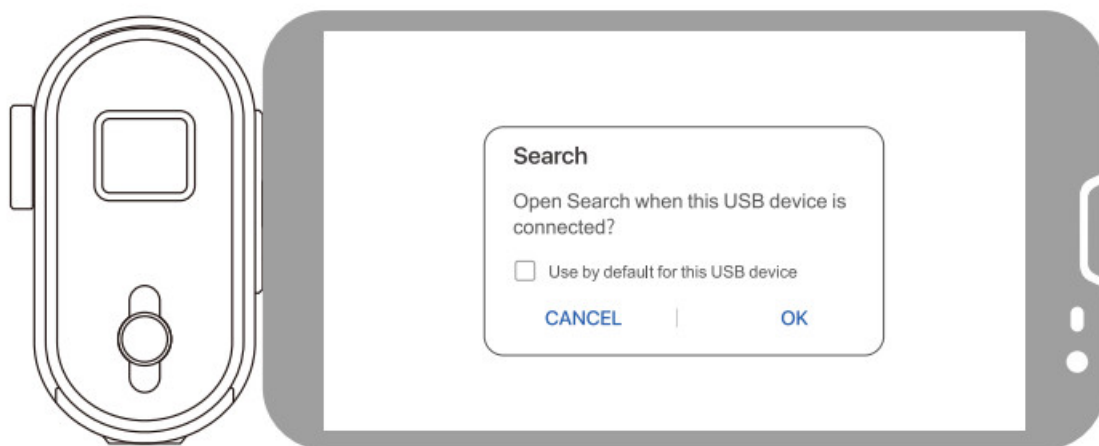 Search
Open Search when this USB device is
connected?
Use by default for this USB device
CANCEL | OK